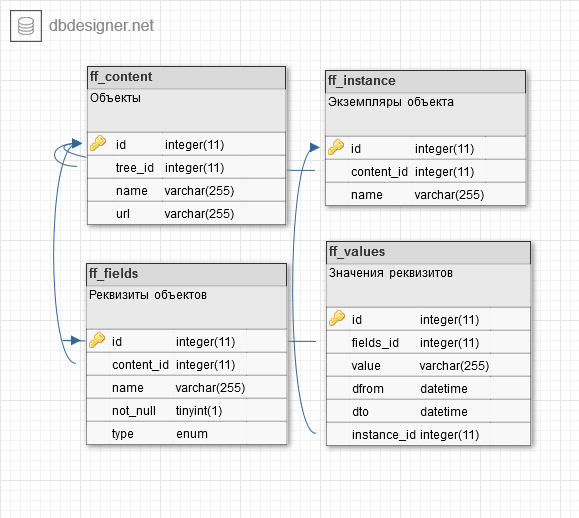 dbdesigner.net
ff_content
Объекты
id integer(11)
tree_id integer(11)
name varchar(255)
url varchar(255)
ff_instance
Экземпляры объекта
id integer(11)
content_id integer(11)
name varchar(255)
ff_fields
Реквизиты объектов
id integer(11)
content_id integer(11)
name varchar(255)
not_null tinyint(1)
type enum
ff_values
Значения реквизитов
id integer(11)
fields_id integer(11)
value varchar(255)
dfrom datetime
dto datetime
instance_id integer(11)